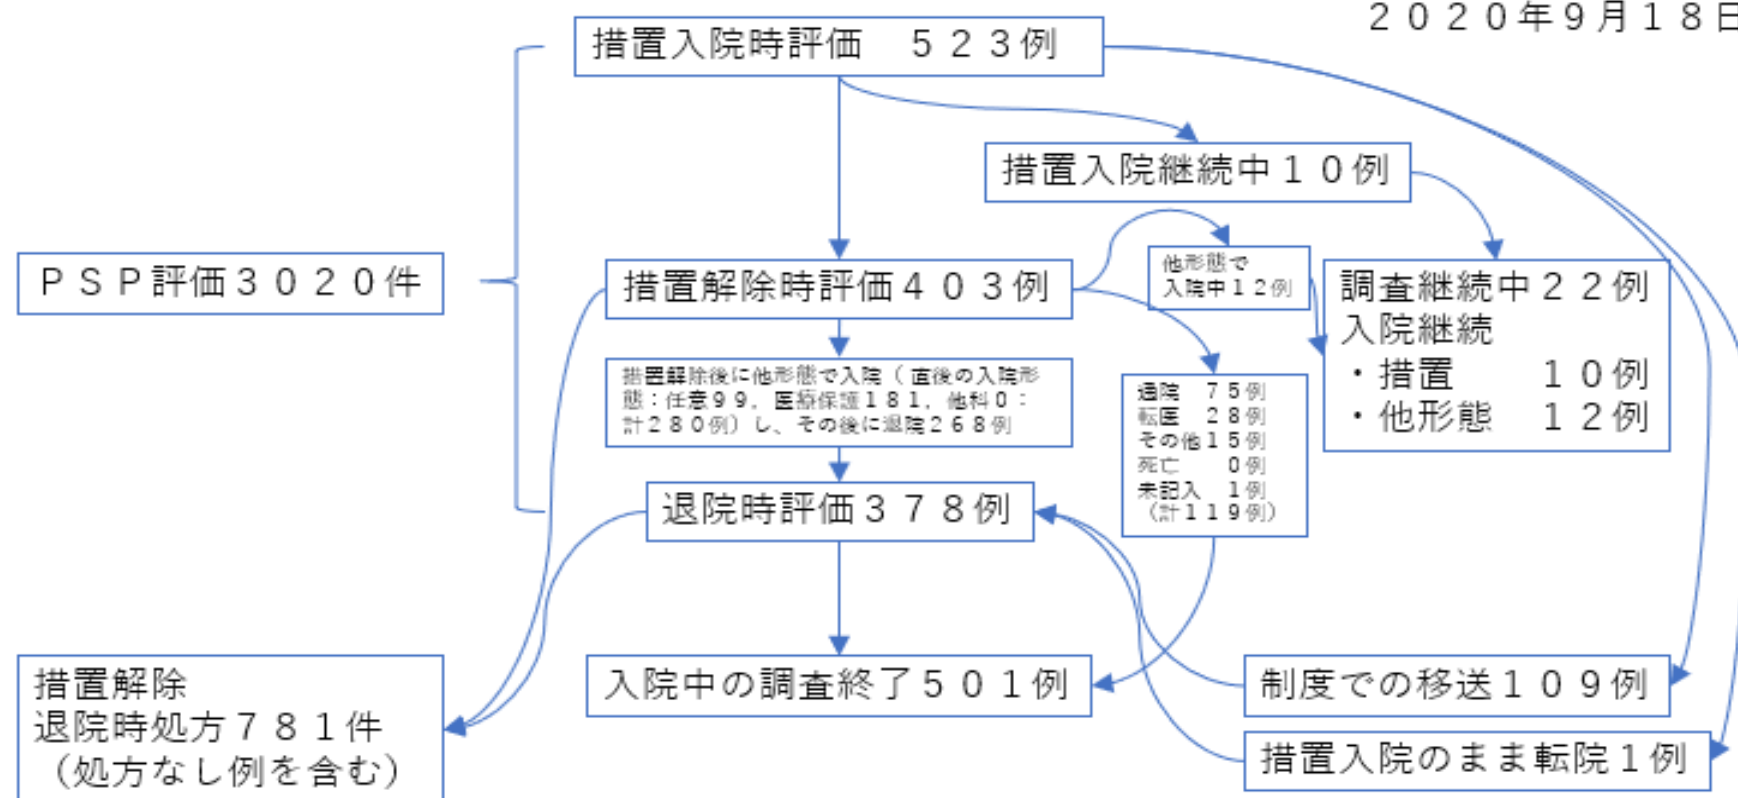 ２０２０年９月１８日
措置入院時評価　５２３例
措置入院継続中１０例
ＰＳＰ評価３０２０件
措置解除時評価４０３例
他形態で
入院中１２例
調査継続中２２例
入院継続
・措置　　１０例
・他形態　１２例
措置解除後に他形態で入院（直後の入院形
態：任意９９，医療保護１８１，他科０：
計２８０例）し、その後に退院２６８例
通院　７５例
転医　２８例
その他１５例
死亡　　０例
未記入　１例
（計１１９例）
退院時評価３７８例
措置解除
退院時処方７８１件
（処方なし例を含む）
入院中の調査終了５０１例
制度での移送１０９例
措置入院のまま転院１例